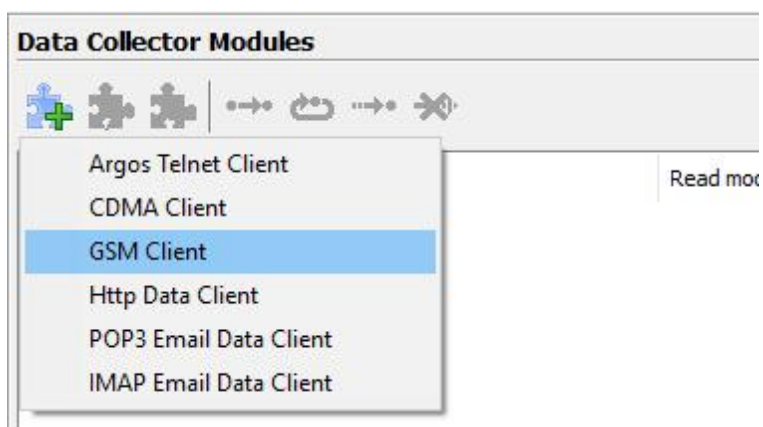 Data Collector Modules
Argos Telnet Client
Read mod
CDMA Client
GSM Client
Http Data Client
POP3 Email Data Client
IMAP Email Data Client